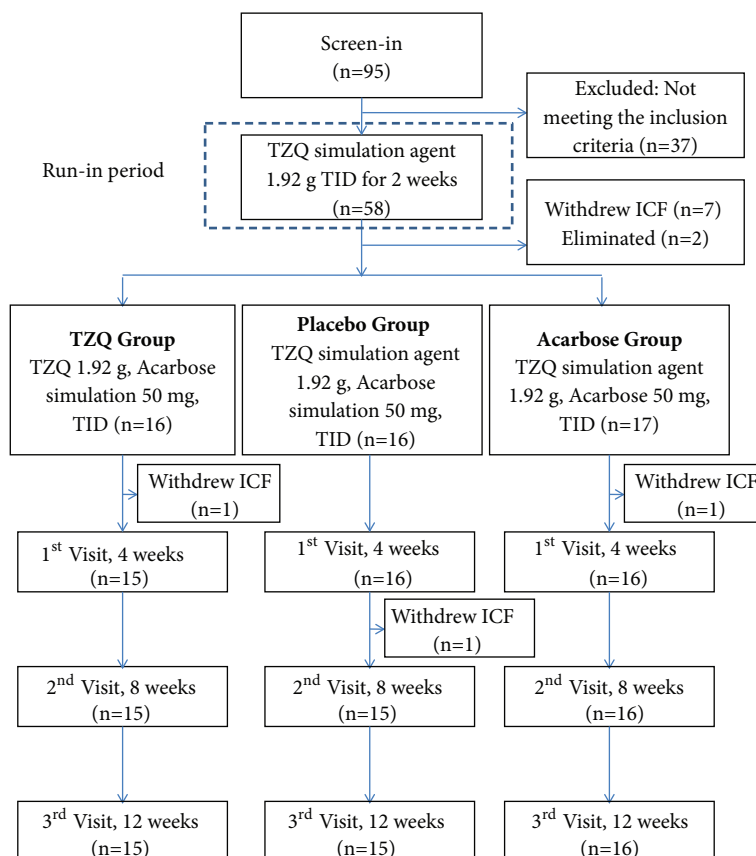 Screen-in
(n=95)
Excluded: Not
meeting the inclusion
criteria (n=37)
Run-in period
TZQ simulation agent
1.92 g TID for 2 weeks
(n=58)
Withdrew ICF (n=7)
Eliminated (n=2)
TZQ Group
TZQ 1.92 g, Acarbose
simulation 50 mg,
TID (n=16)
Placebo Group
TZQ simulation agent
1.92 g, Acarbose
simulation 50 mg,
TID (n=16)
Acarbose Group
TZQ simulation agent
1.92 g, Acarbose 50 mg,
TID (n=17)
Withdrew ICF
(n=1)
Withdrew ICF
(n=1)
1st Visit, 4 weeks
(n=15)
1st Visit, 4 weeks
(n=16)
1st Visit, 4 weeks
(n=16)
Withdrew ICF
(n=1)
2nd Visit, 8 weeks
(n=15)
2nd Visit, 8 weeks
(n=15)
2nd Visit, 8 weeks
(n=16)
3rd Visit, 12 weeks
(n=15)
3rd Visit, 12 weeks
(n=15)
3rd Visit, 12 weeks
(n=16)